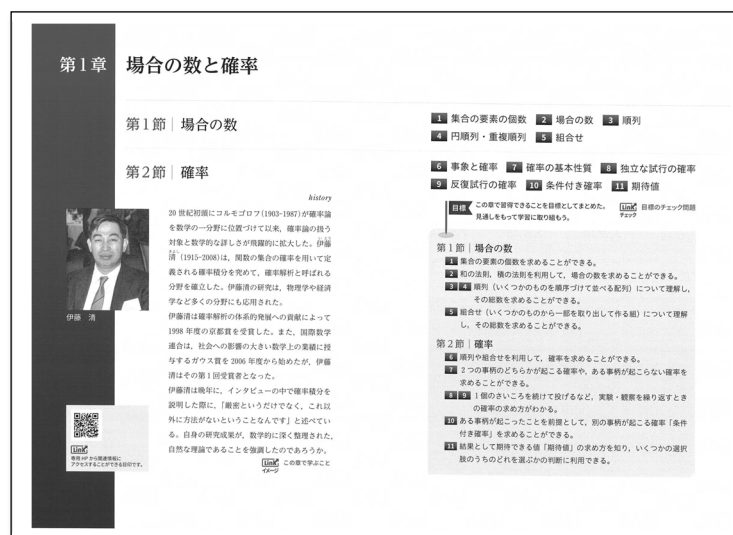 第1章 場合の数と確率
第1節 場合の数
1 集合の要素の個数 2 場合の数 3 順列
4 円順列・重複順列 5 組合せ
第2節 確率
6 事象と確率 7 確率の基本性質 8 独立な試行の確率
9 反復試行の確率 10 条件付き確率 11 期待値
history
20世紀初頭にコルモゴロフ(1903-1987)が確率論
を数学の一分野に位置づけて以来,確率論の扱う
対象と数学的な詳しさが飛躍的に拡大した。伊藤
清(1915-2008)は,関数の集合の確率を用いて定
義される確率積分を究めて,確率解析と呼ばれる
分野を確立した。伊藤清の研究は,物理学や経済
学など多くの分野にも応用された。
伊藤清は確率解析の体系的発展への貢献によって
1998年度の京都賞を受賞した。また,国際数学
連合は,社会への影響の大きい数学上の業績に授
与するガウス賞を2006年度から始めたが,伊藤
清はその第1回受賞者となった。
伊藤清は晩年に,インタビューの中で確率積分を
説明した際に,「厳密というだけでなく,これ以
外に方法がないということなんです」と述べてい
る。自身の研究成果が,数学的に深く整理された,
自然な理論であることを強調したのであろうか。
Link イメージ この章で学ぶこと
伊藤 清
Link
専用HPから関連情報に
アクセスすることができる目印です。
目標 この章で習得できることを目標としてまとめた。
見通しをもって学習に取り組もう。
Link チェック 目標のチェック問題
第1節 場合の数
1 集合の要素の個数を求めることができる。
2 和の法則,積の法則を利用して,場合の数を求めることができる。
3 4 順列(いくつかのものを順序づけて並べる配列)について理解し,
その総数を求めることができる。
5 組合せ(いくつかのものから一部を取り出して作る組)について理解
し,その総数を求めることができる。
第2節 確率
6 順列や組合せを利用して,確率を求めることができる。
7 2つの事柄のどちらかが起こる確率や,ある事柄が起こらない確率を
求めることができる。
8 9 1個のさいころを続けて投げるなど,実験・観察を繰り返すとき
の確率の求め方がわかる。
10 ある事柄が起こったことを前提として,別の事柄が起こる確率「条件
付き確率」を求めることができる。
11 結果として期待できる値「期待値」の求め方を知り,いくつかの選択
肢のうちのどれを選ぶかの判断に利用できる。